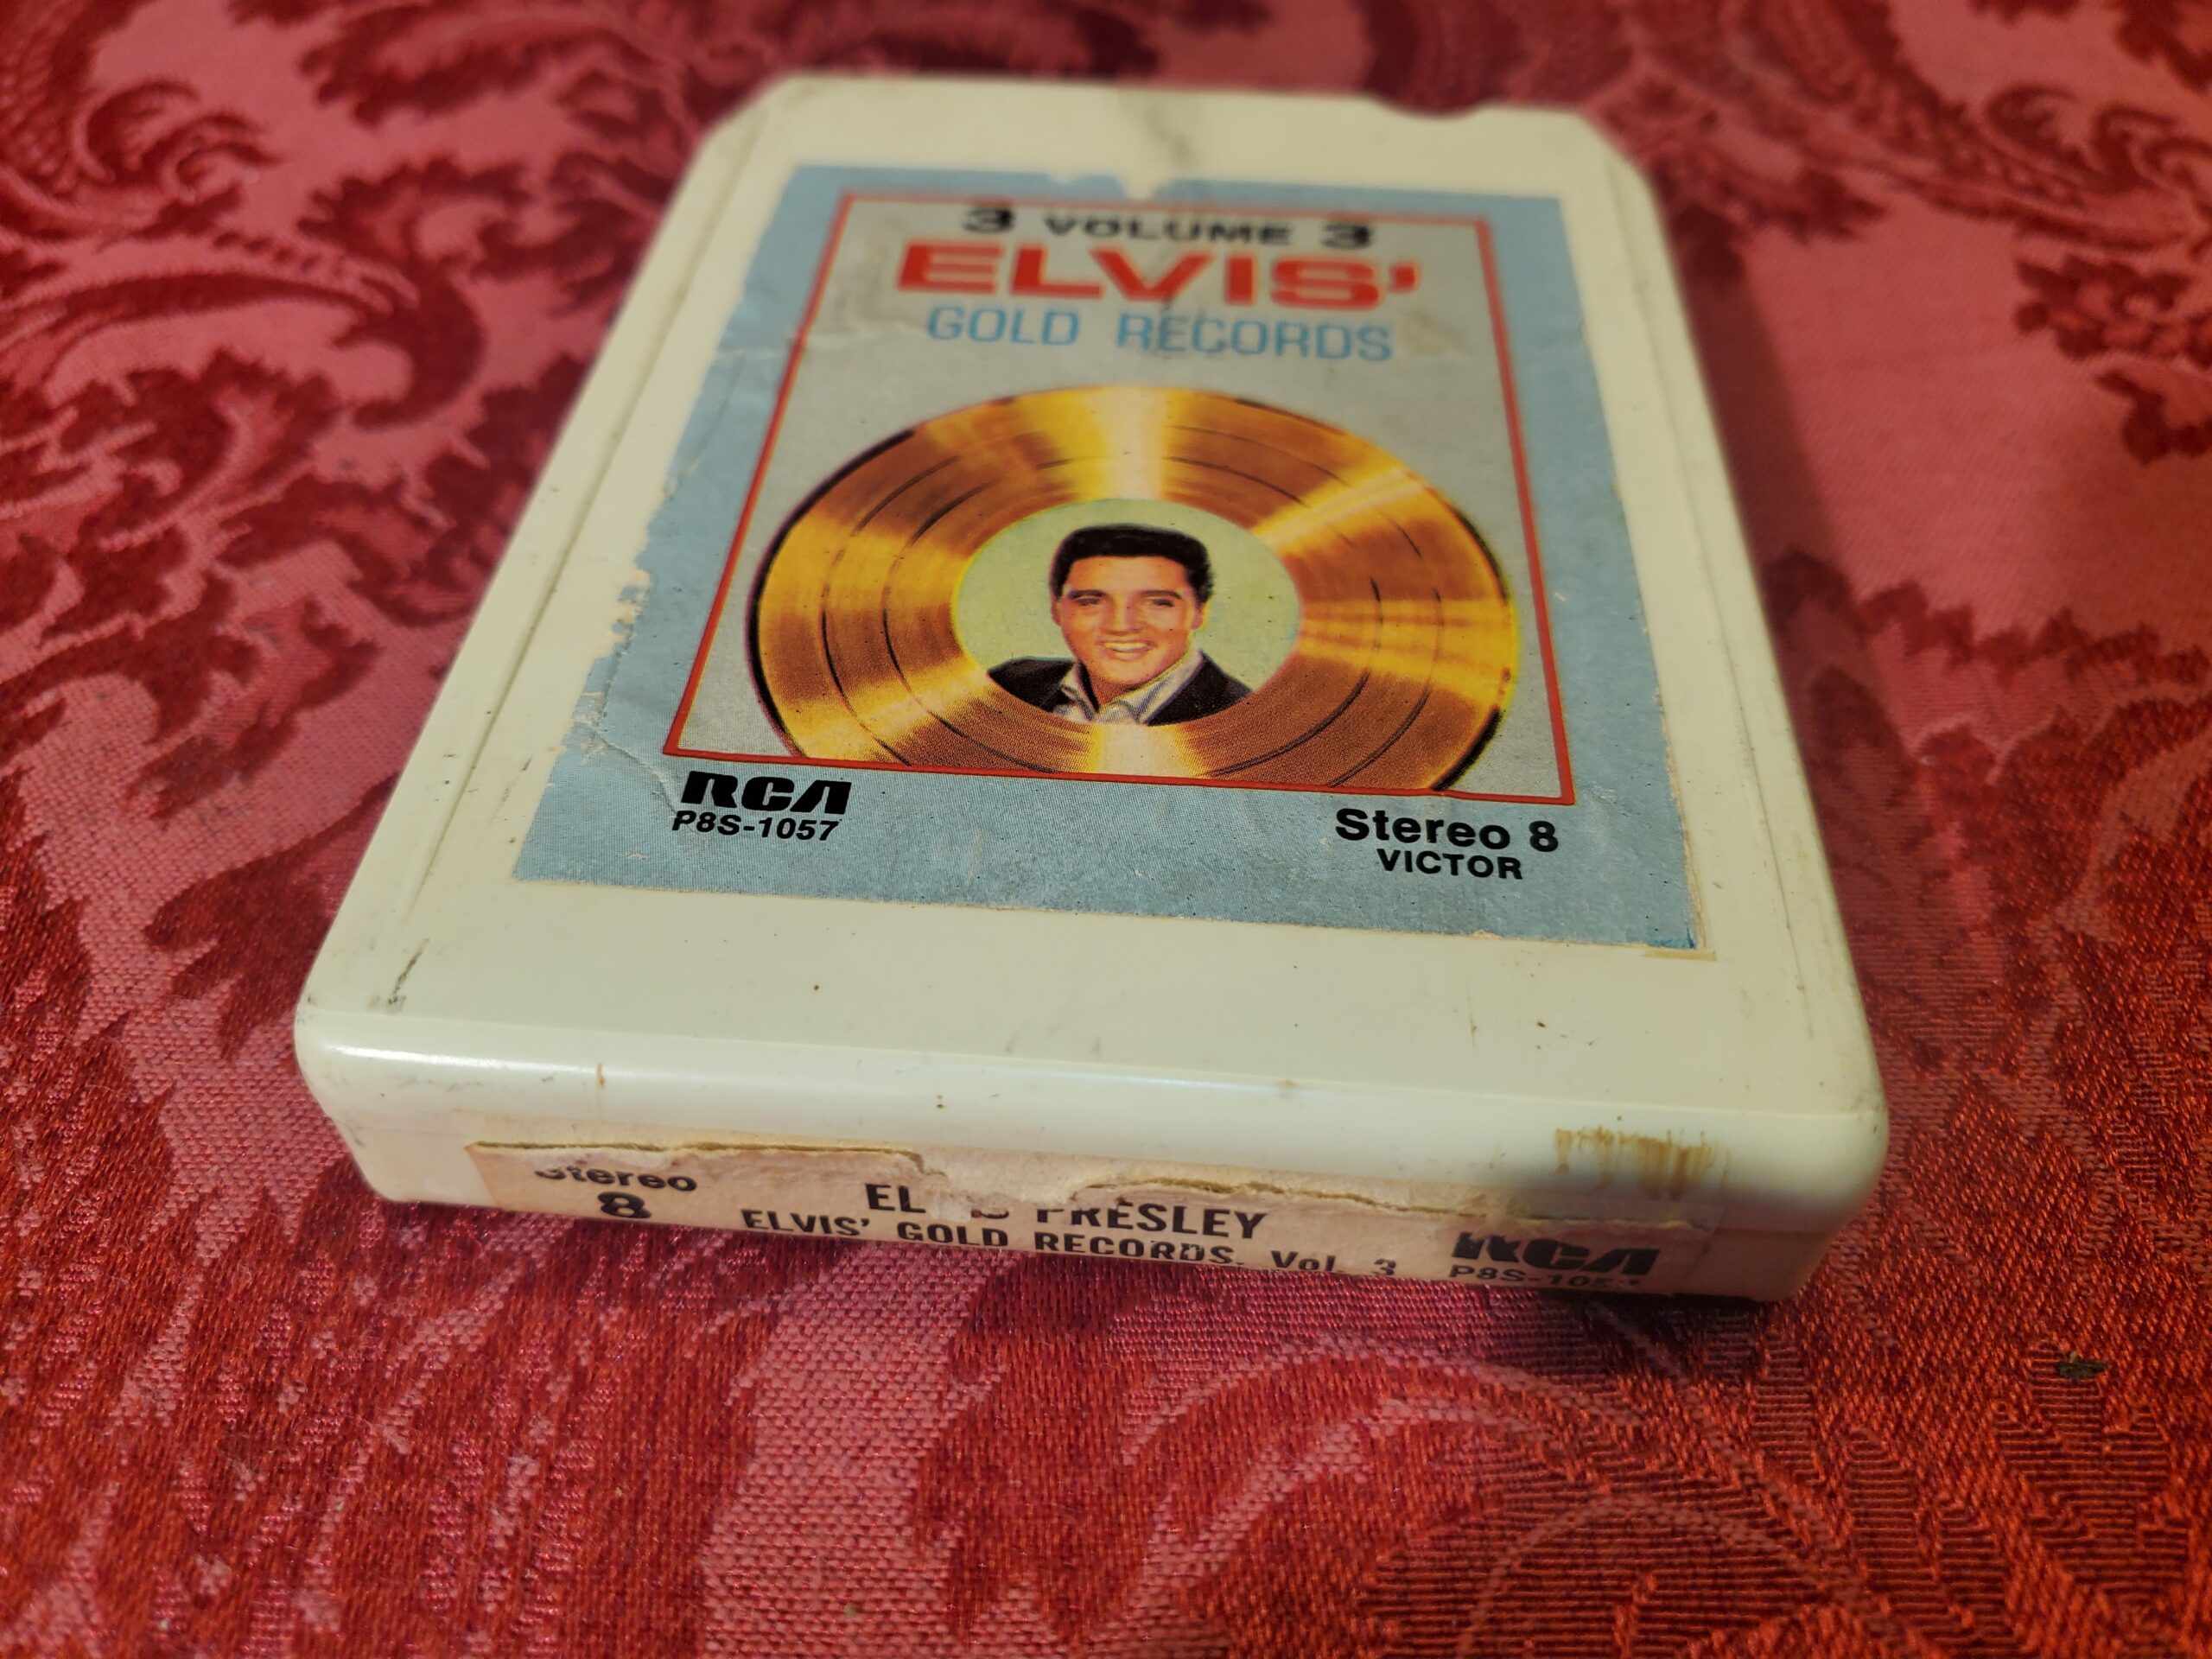 3 VOLUME 3
ELVIS'
GOLD RECORDS
RCA
P8S-1057
Stereo 8
VICTOR
Stereo
8
PRESLEY
ELVIS' GOLD RECORDS, Vol. 3
RCA